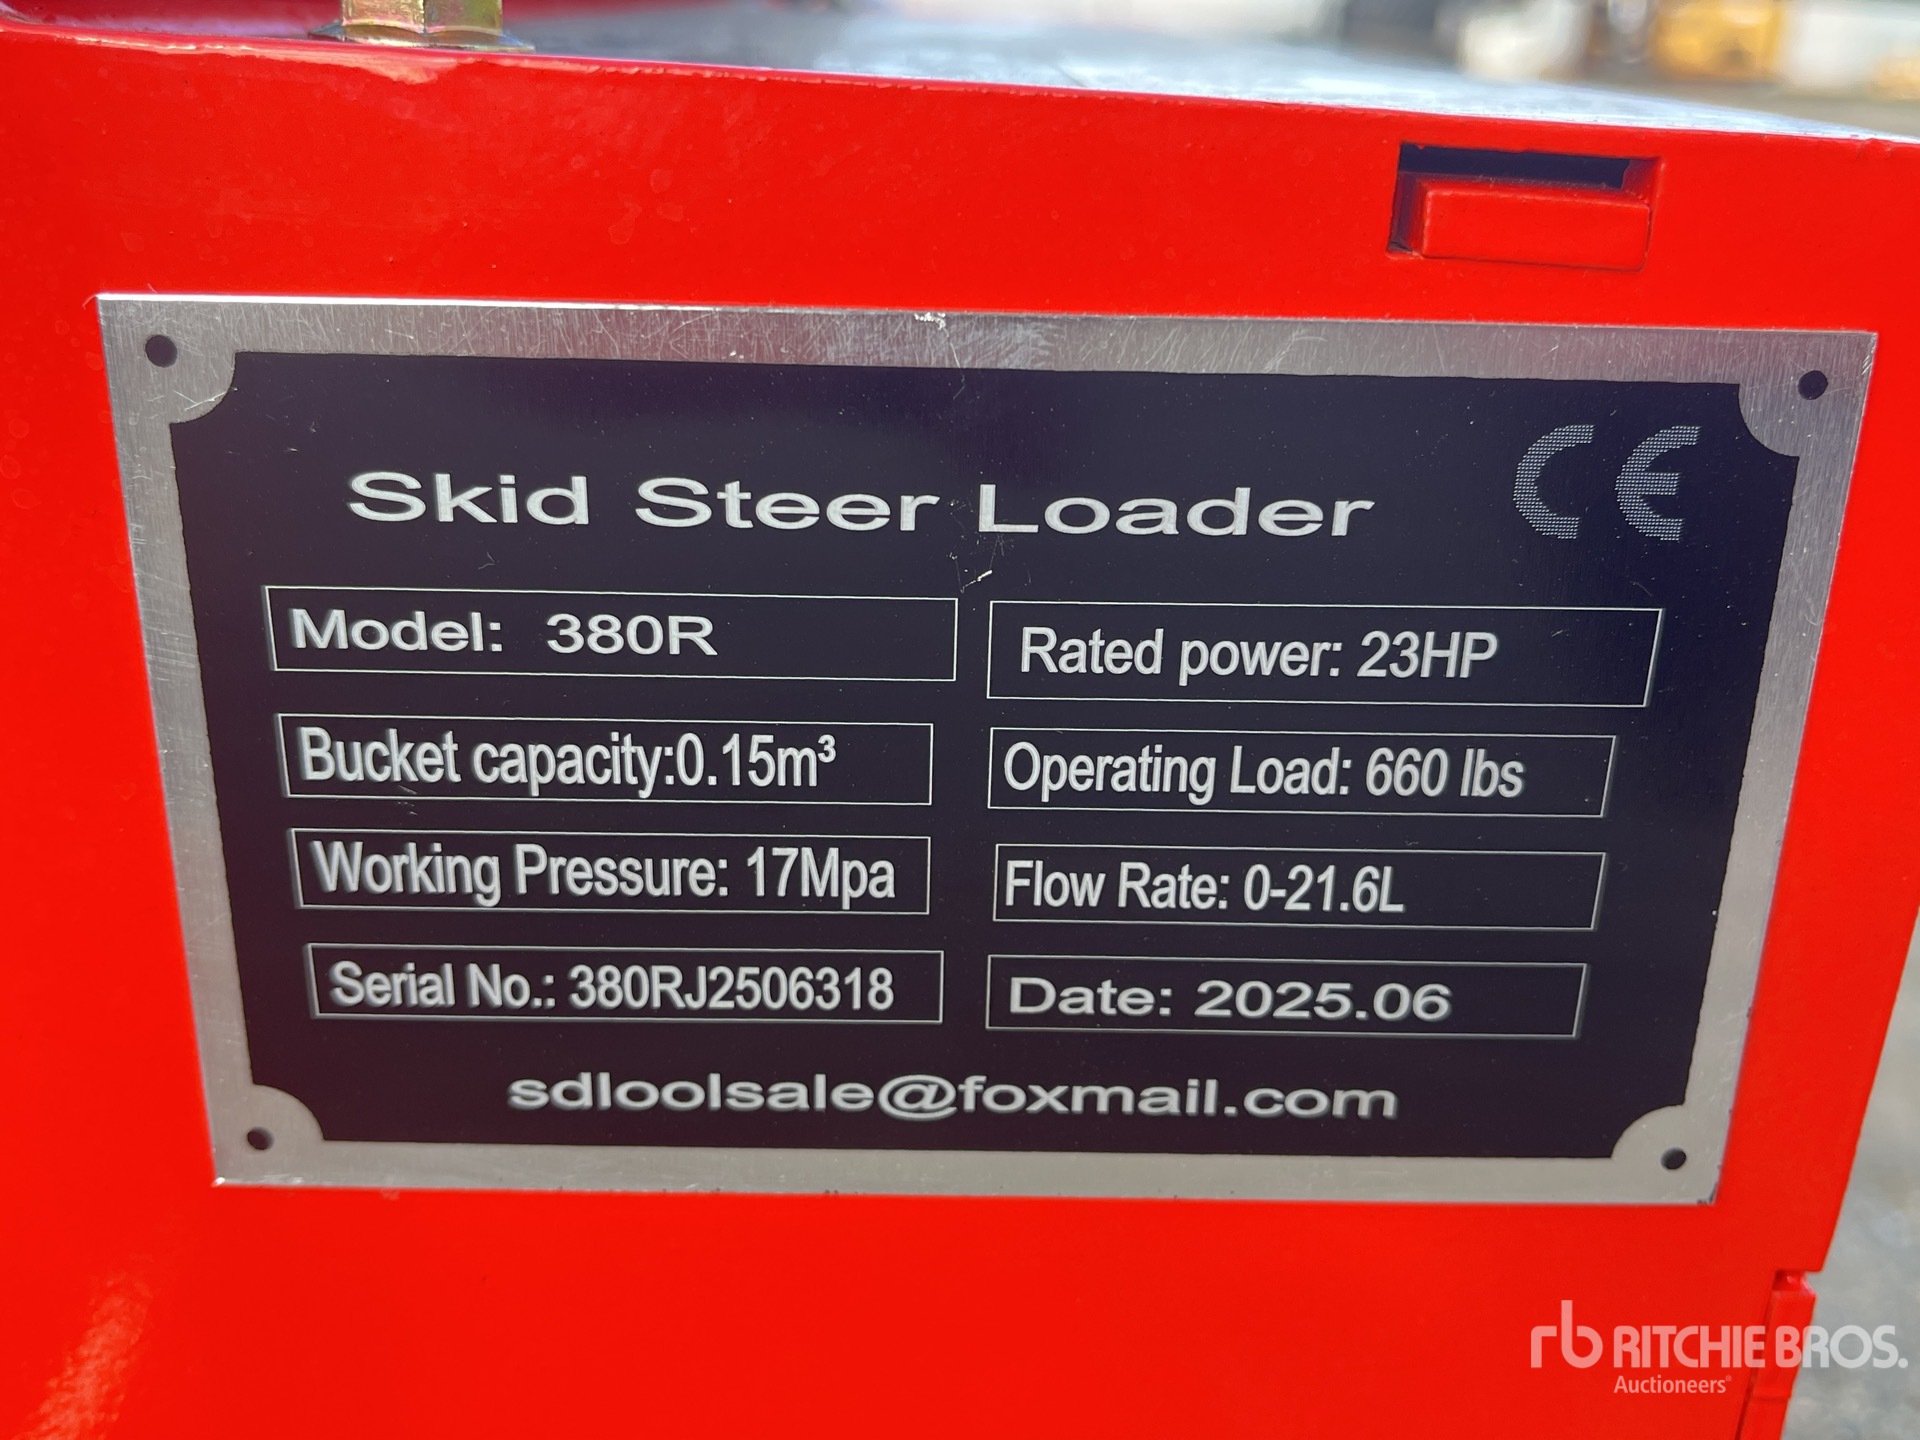 CE
Skid Steer Loader
Model: 380R
Rated power: 23HP
Bucket capacity:0.15m³
Operating Load: 660 lbs
Working Pressure: 17Mpa
Flow Rate: 0-21.6L
Serial No.: 380RJ2506318
Date: 2025.06
sdloolsale@foxmail.com
rb RITCHIE BROS.
Auctioneers